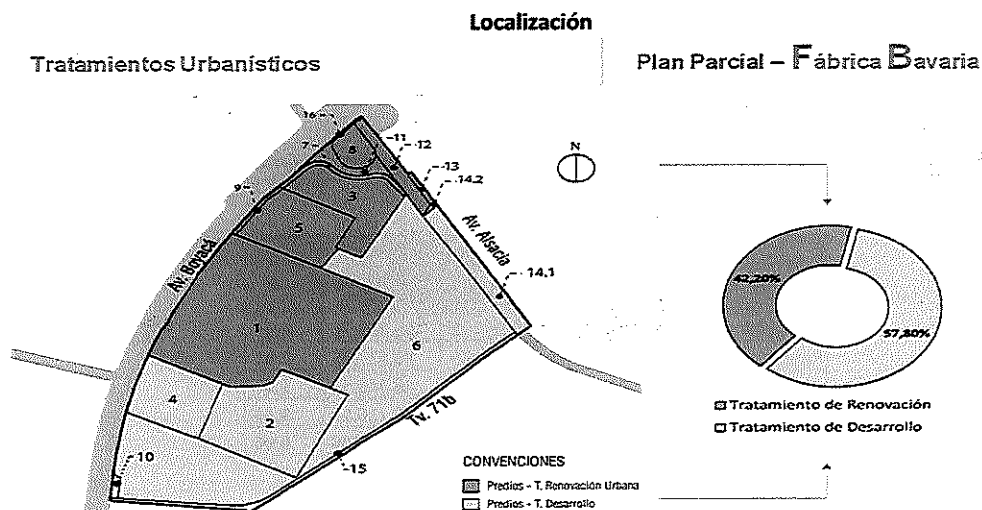 Localización
Tratamientos Urbanísticos
Plan Parcial – Fábrica Bavaria
16
11
7
8
12
N
13
14.2
9
3
5
Av. Boyacá
Av. Alsacia
14.1
42,20%
1
6
57,80%
4
2
Tv. 71b
Tratamiento de Renovación
Tratamiento de Desarrollo
10
15
CONVENCIONES
Predios - T. Renovación Urbana
Predios - T. Desarrollo